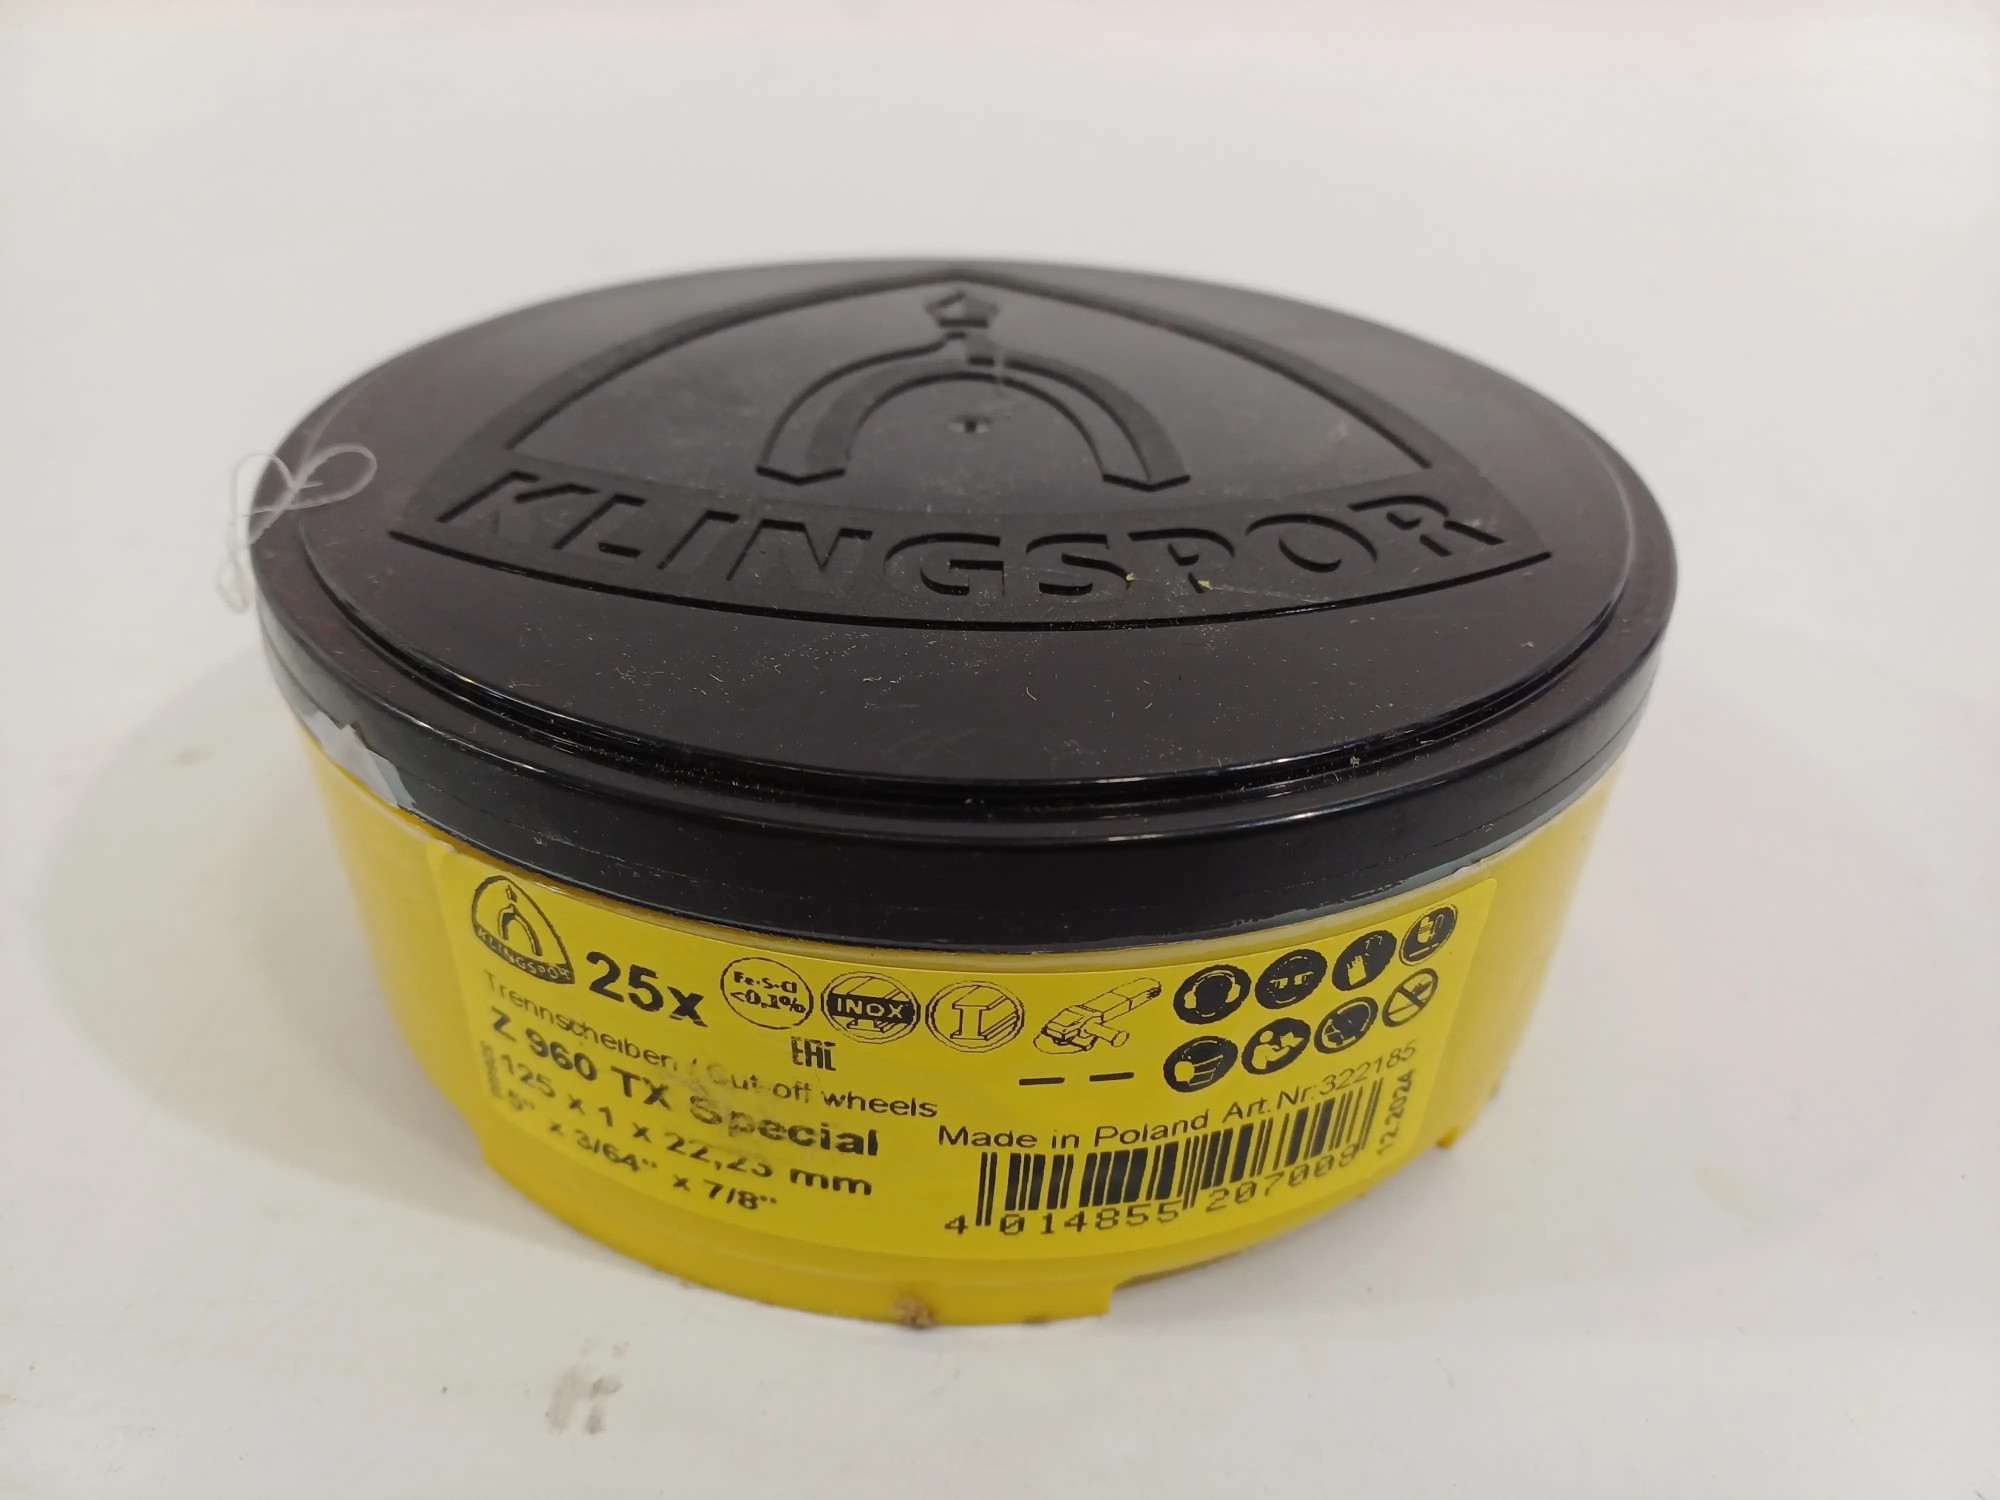 KLINGSPOR
KLINGSPOR
25x
Fe-S-Cl
<0,1%
INOX
EAC
Trennscheiben / Cut-off wheels
Z 960 TX Special
125 x 1 x 22,23 mm
5" x 3/64" x 7/8"
Made in Poland Art.Nr:322185
12.2024
4 014855 207009